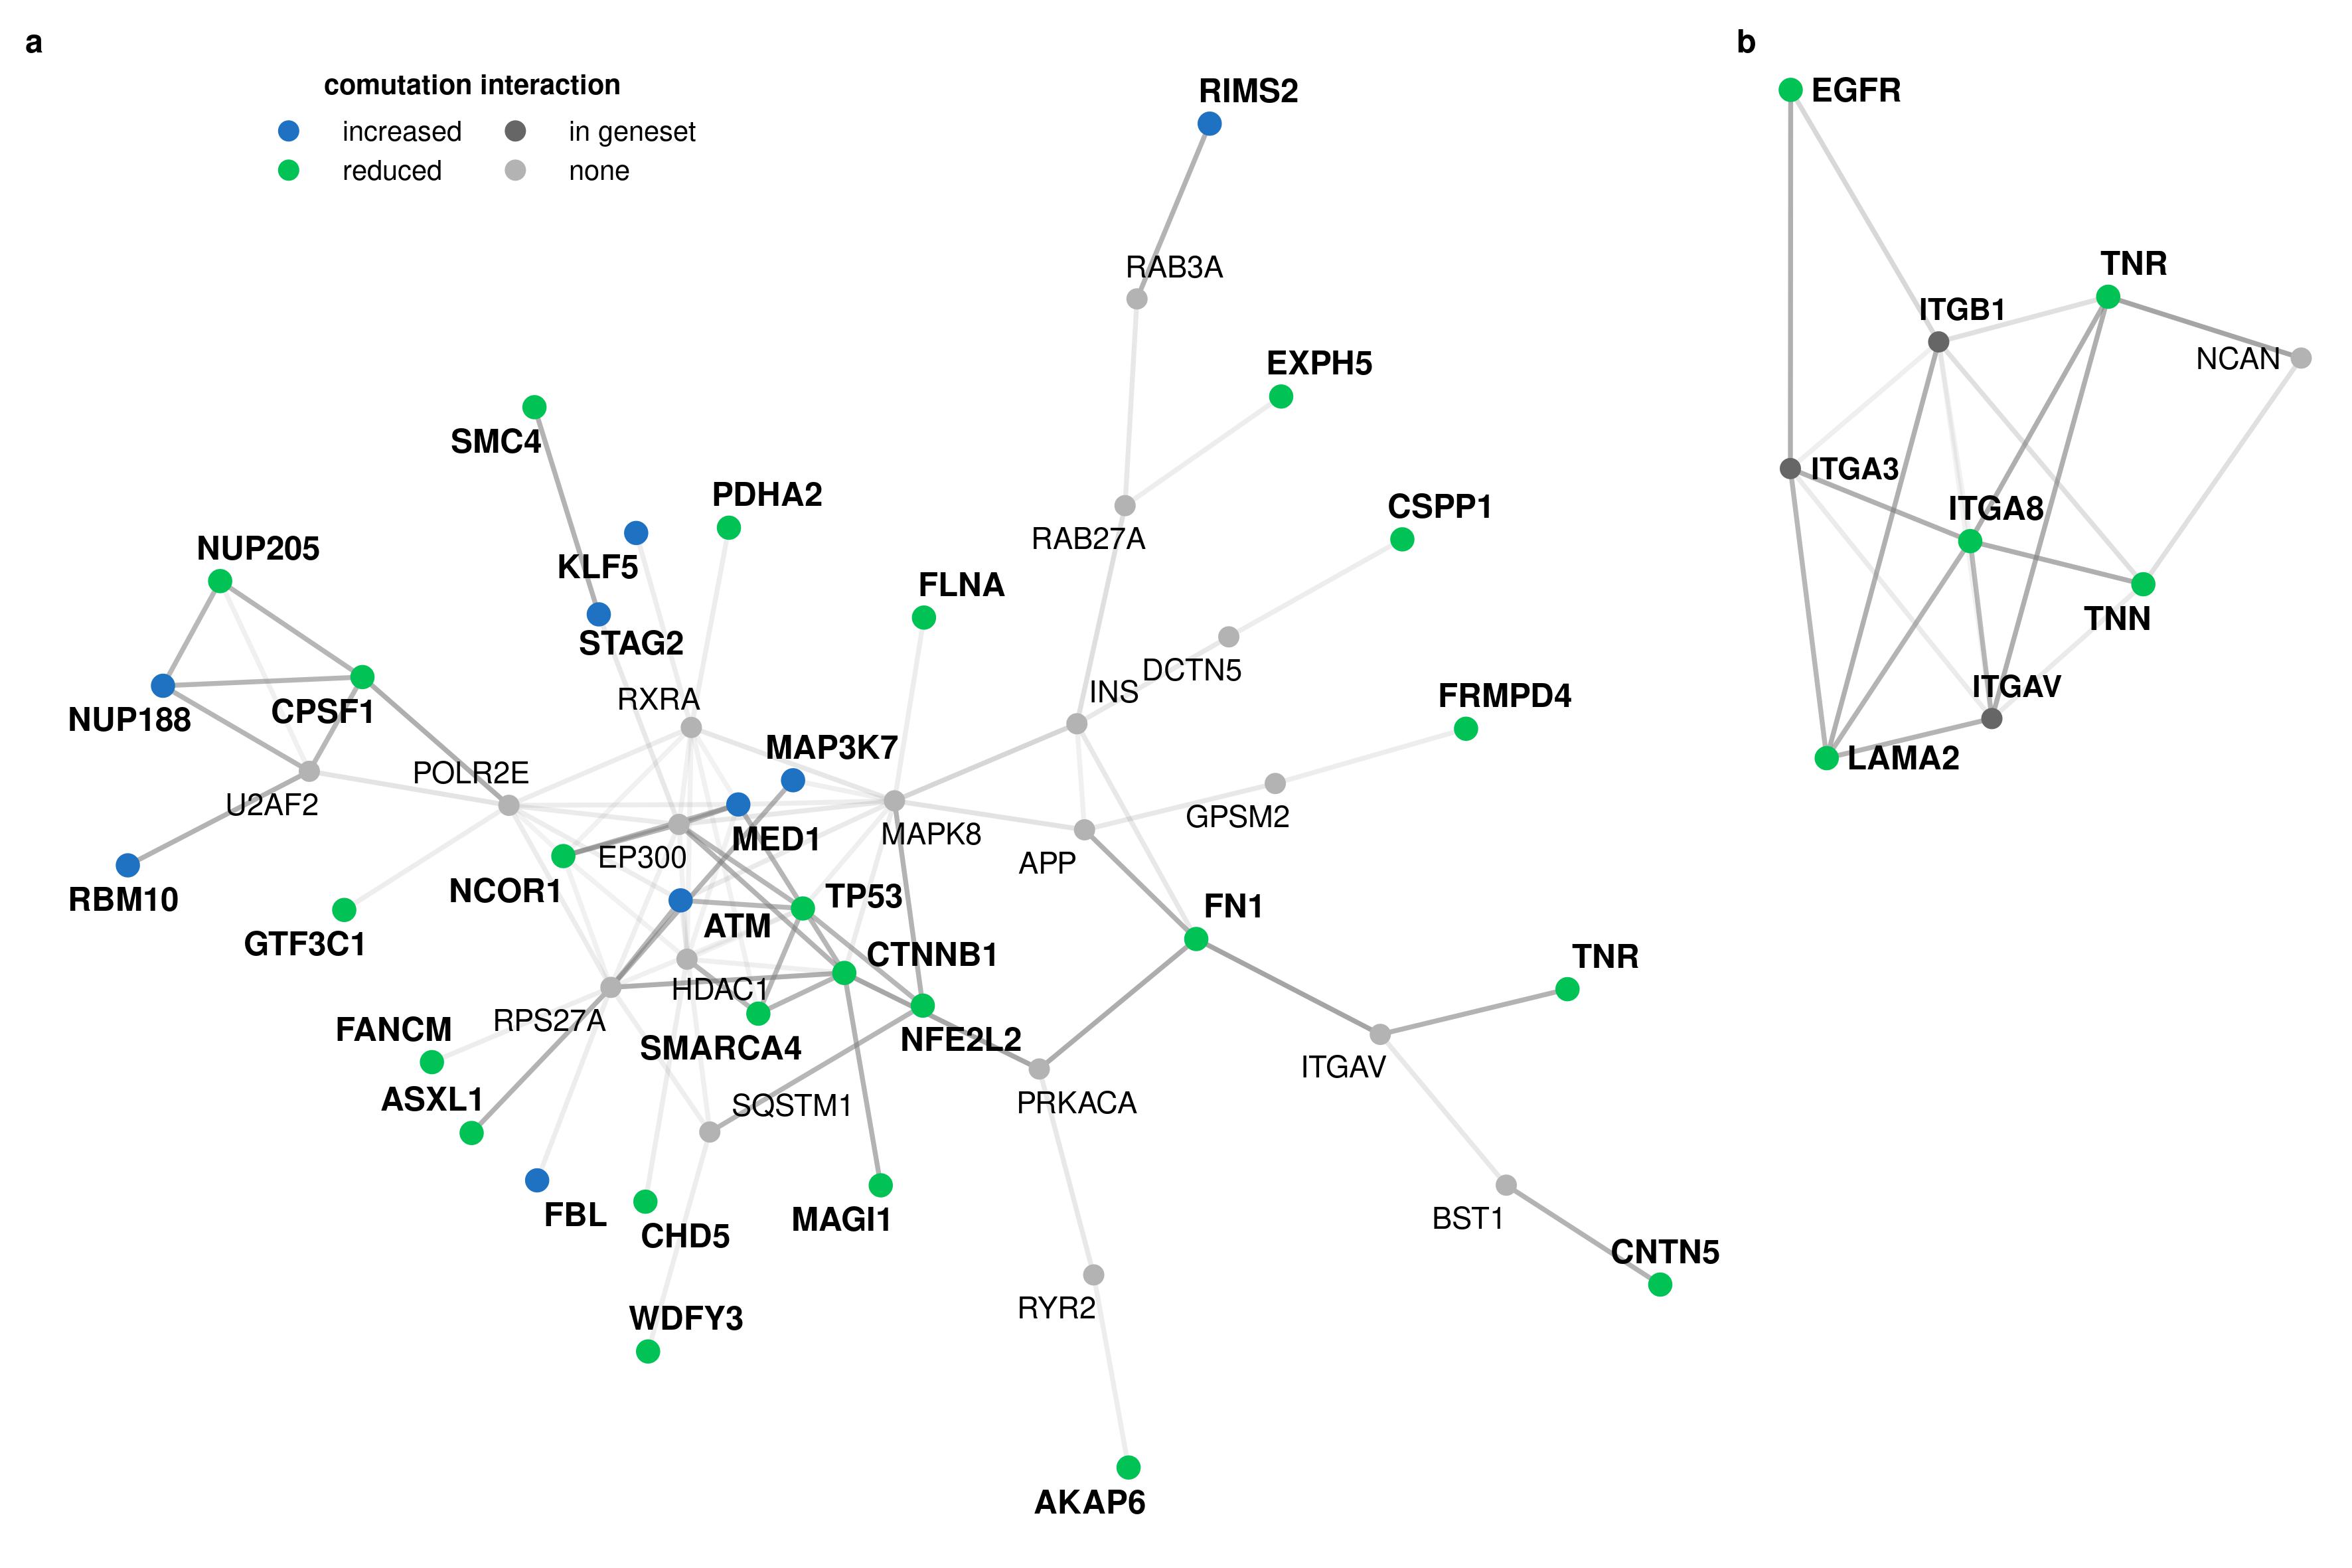 a
b
comutation interaction
increased
in geneset
reduced
none
RIMS2
EGFR
RAB3A
TNR
ITGB1
NCAN
EXPH5
SMC4
ITGA3
PDHA2
CSPP1
ITGA8
RAB27A
NUP205
KLF5
FLNA
TNN
STAG2
DCTN5
ITGAV
RXRA
INS
FRMPD4
NUP188
CPSF1
MAP3K7
LAMA2
POLR2E
U2AF2
GPSM2
MED1
MAPK8
EP300
APP
NCOR1
RBM10
TP53
FN1
ATM
GTF3C1
CTNNB1
TNR
HDAC1
RPS27A
FANCM
SMARCA4
NFE2L2
ITGAV
ASXL1
SQSTM1
PRKACA
FBL
MAGI1
BST1
CHD5
CNTN5
RYR2
WDFY3
AKAP6